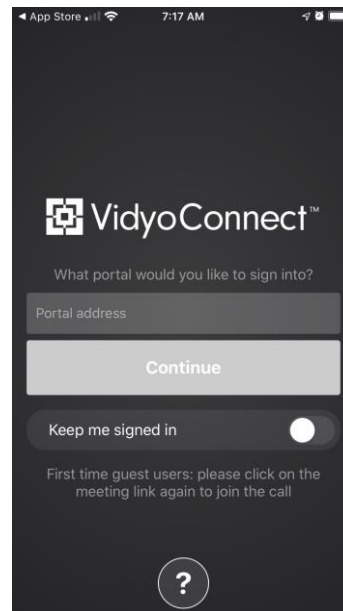 ◀ App Store 7:17 AM
VidyoConnect™
What portal would you like to sign into?
Portal address
Continue
Keep me signed in
First time guest users: please click on the
meeting link again to join the call
?